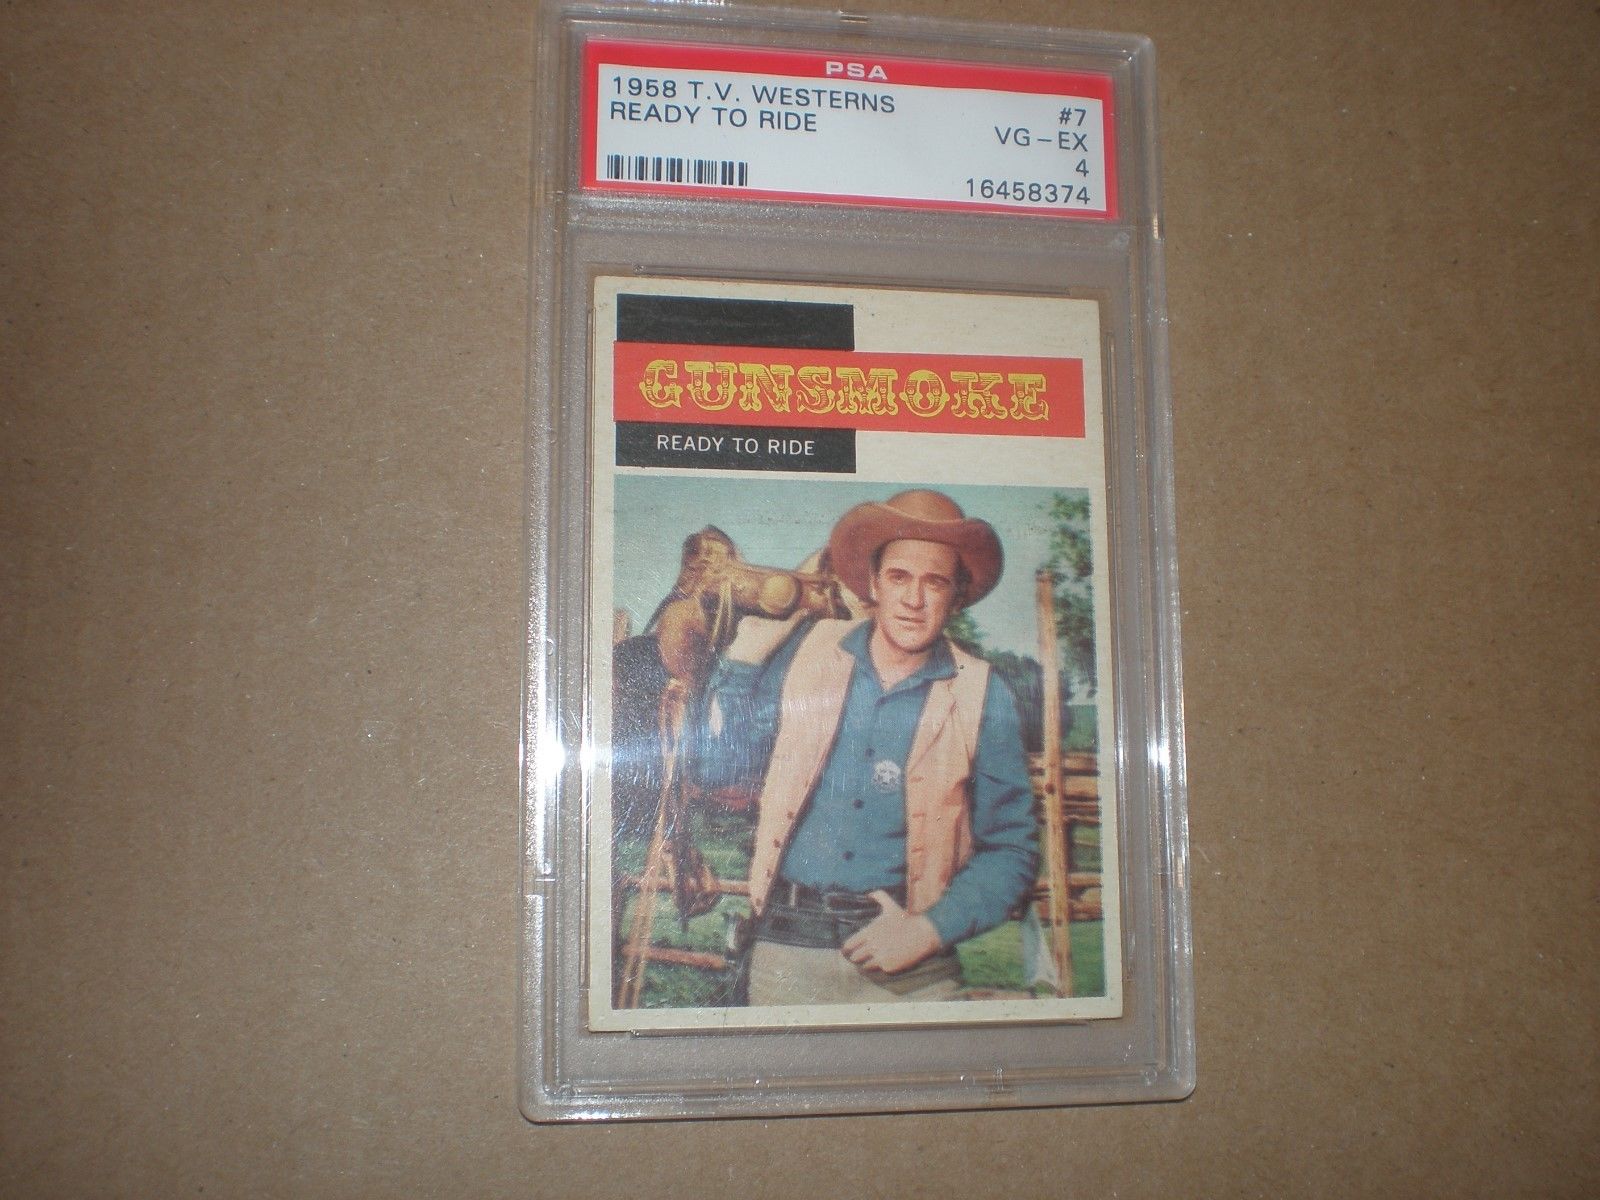 PSA
1958 T.V. WESTERNS #7
READY TO RIDE VG-EX
4
16458374
GUNSMOKE
READY TO RIDE